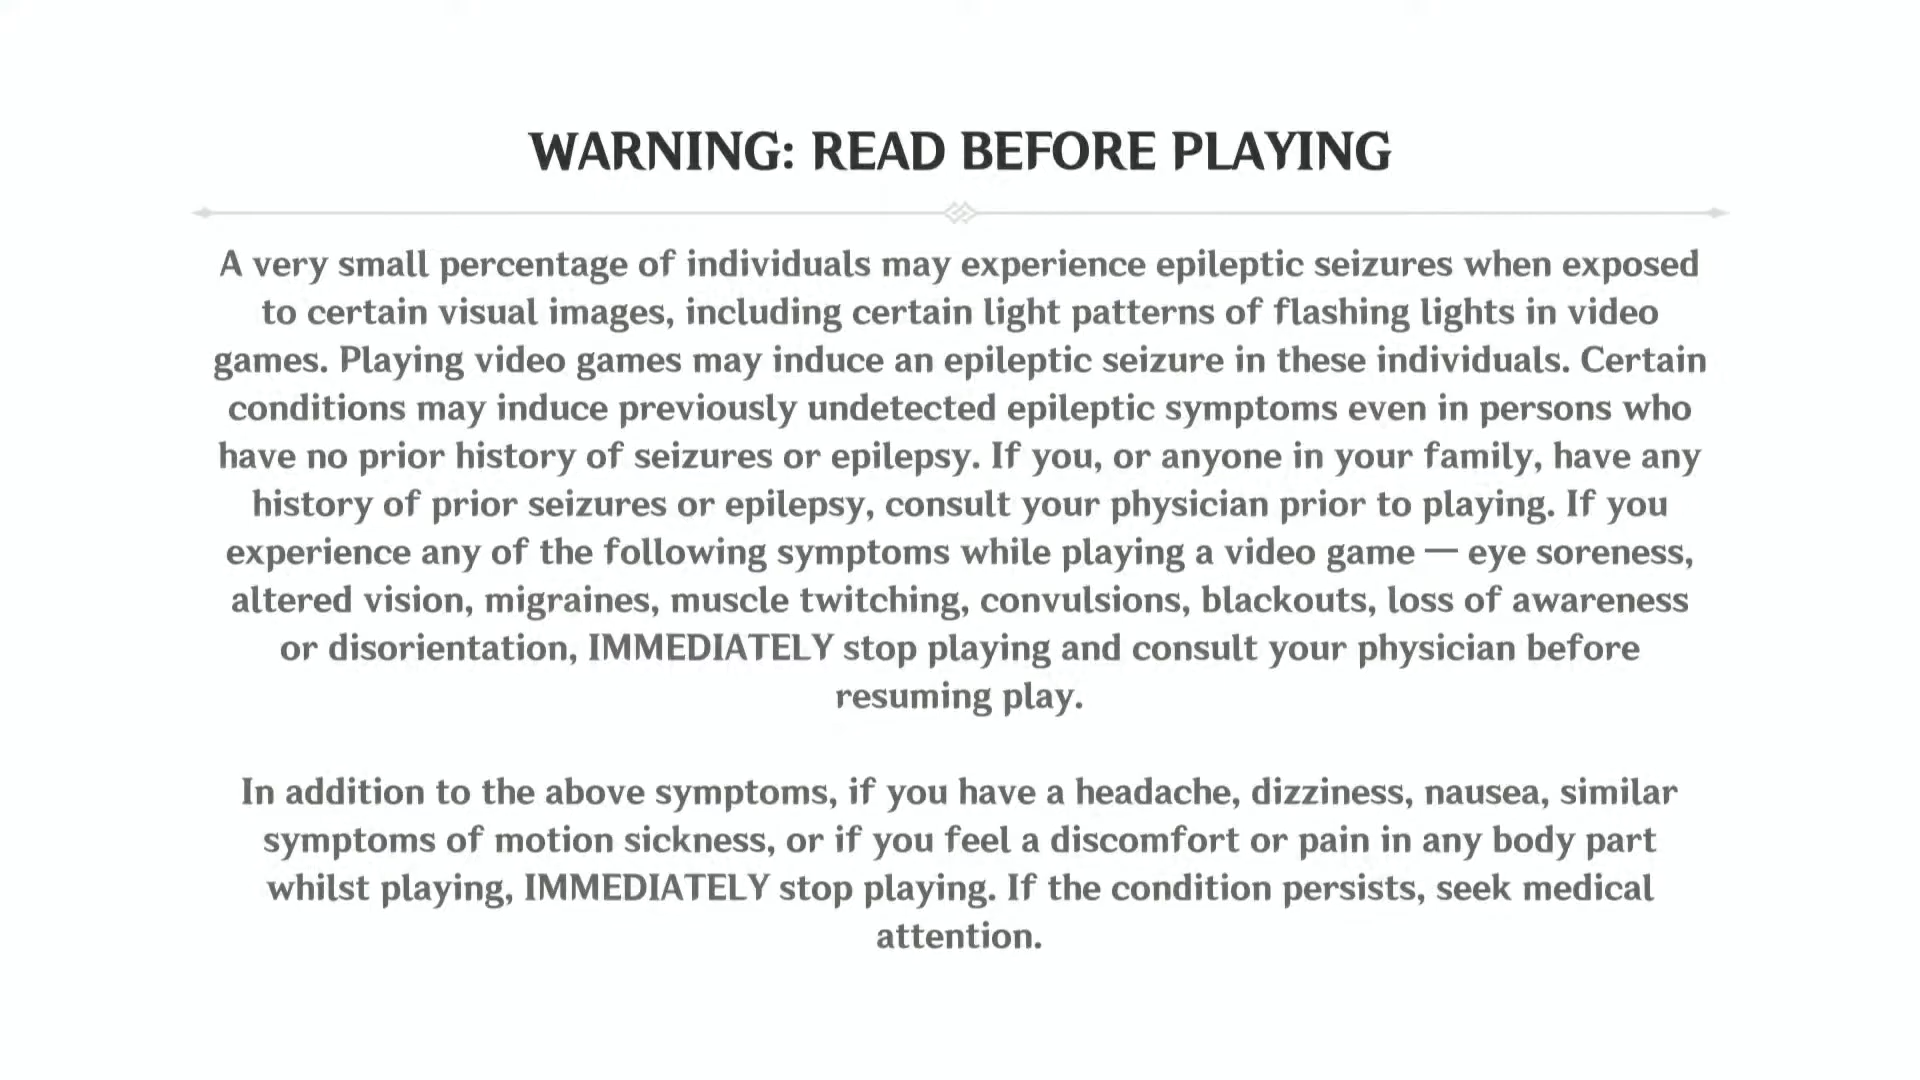 WARNING: READ BEFORE PLAYING
A very small percentage of individuals may experience epileptic seizures when exposed
to certain visual images, including certain light patterns of flashing lights in video
games. Playing video games may induce an epileptic seizure in these individuals. Certain
conditions may induce previously undetected epileptic symptoms even in persons who
have no prior history of seizures or epilepsy. If you, or anyone in your family, have any
history of prior seizures or epilepsy, consult your physician prior to playing. If you
experience any of the following symptoms while playing a video game — eye soreness,
altered vision, migraines, muscle twitching, convulsions, blackouts, loss of awareness
or disorientation, IMMEDIATELY stop playing and consult your physician before
resuming play.
In addition to the above symptoms, if you have a headache, dizziness, nausea, similar
symptoms of motion sickness, or if you feel a discomfort or pain in any body part
whilst playing, IMMEDIATELY stop playing. If the condition persists, seek medical
attention.